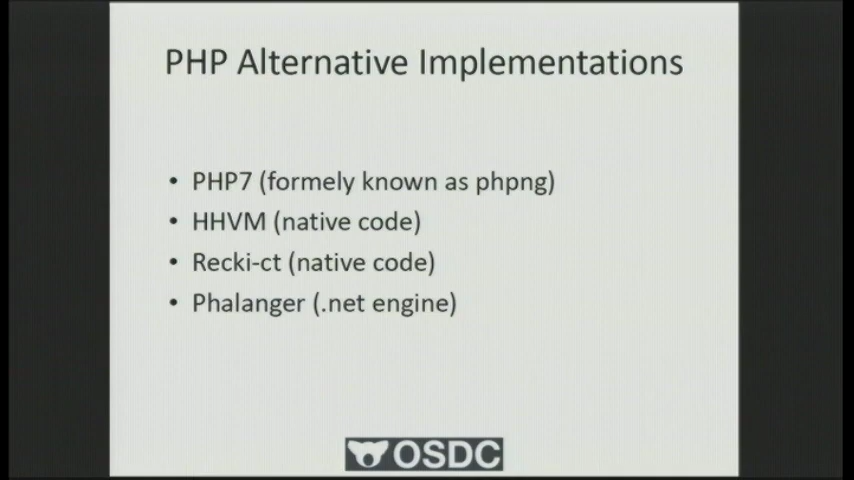 PHP Alternative Implementations
• PHP7 (formely known as phpng)
• HHVM (native code)
• Recki-ct (native code)
• Phalanger (.net engine)
OSDC